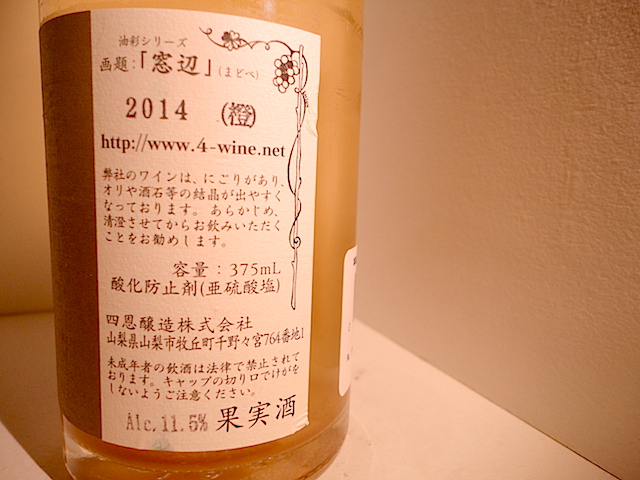 油彩シリーズ
画題:「窓辺」(まどべ)
2014 (橙)
http://www.4-wine.net
弊社のワインは、にごりがあり、
オリや酒石等の結晶が出やすく
なっております。あらかじめ、
清澄させてからお飲みいただく
ことをお勧めします。
容量:375mL
酸化防止剤(亜硫酸塩)
四恩醸造株式会社
山梨県山梨市牧丘町千野々宮764番地1
未成年者の飲酒は法律で禁止されて
おります。キャップの切り口でけがを
しないようご注意ください。
Alc.11.5% 果実酒